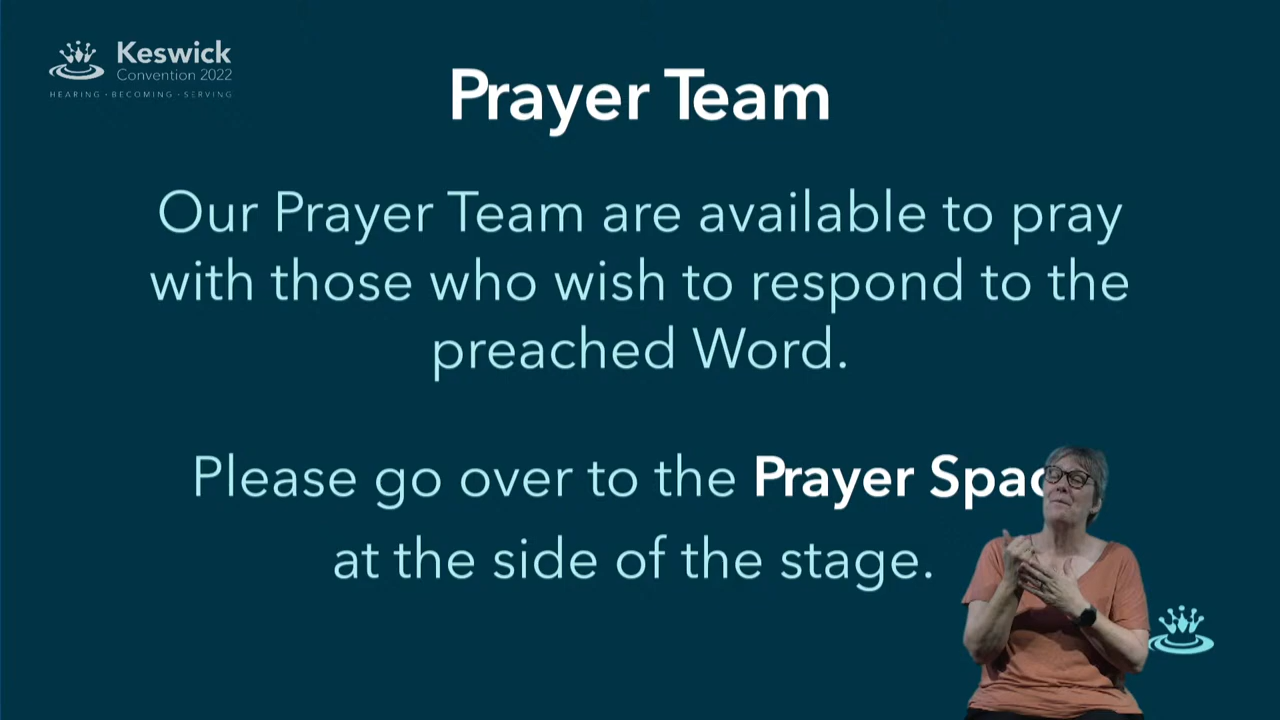 Keswick
Convention 2022
HEARING · BECOMING · SERVING
Prayer Team
Our Prayer Team are available to pray
with those who wish to respond to the
preached Word.
Please go over to the Prayer Spac
at the side of the stage.